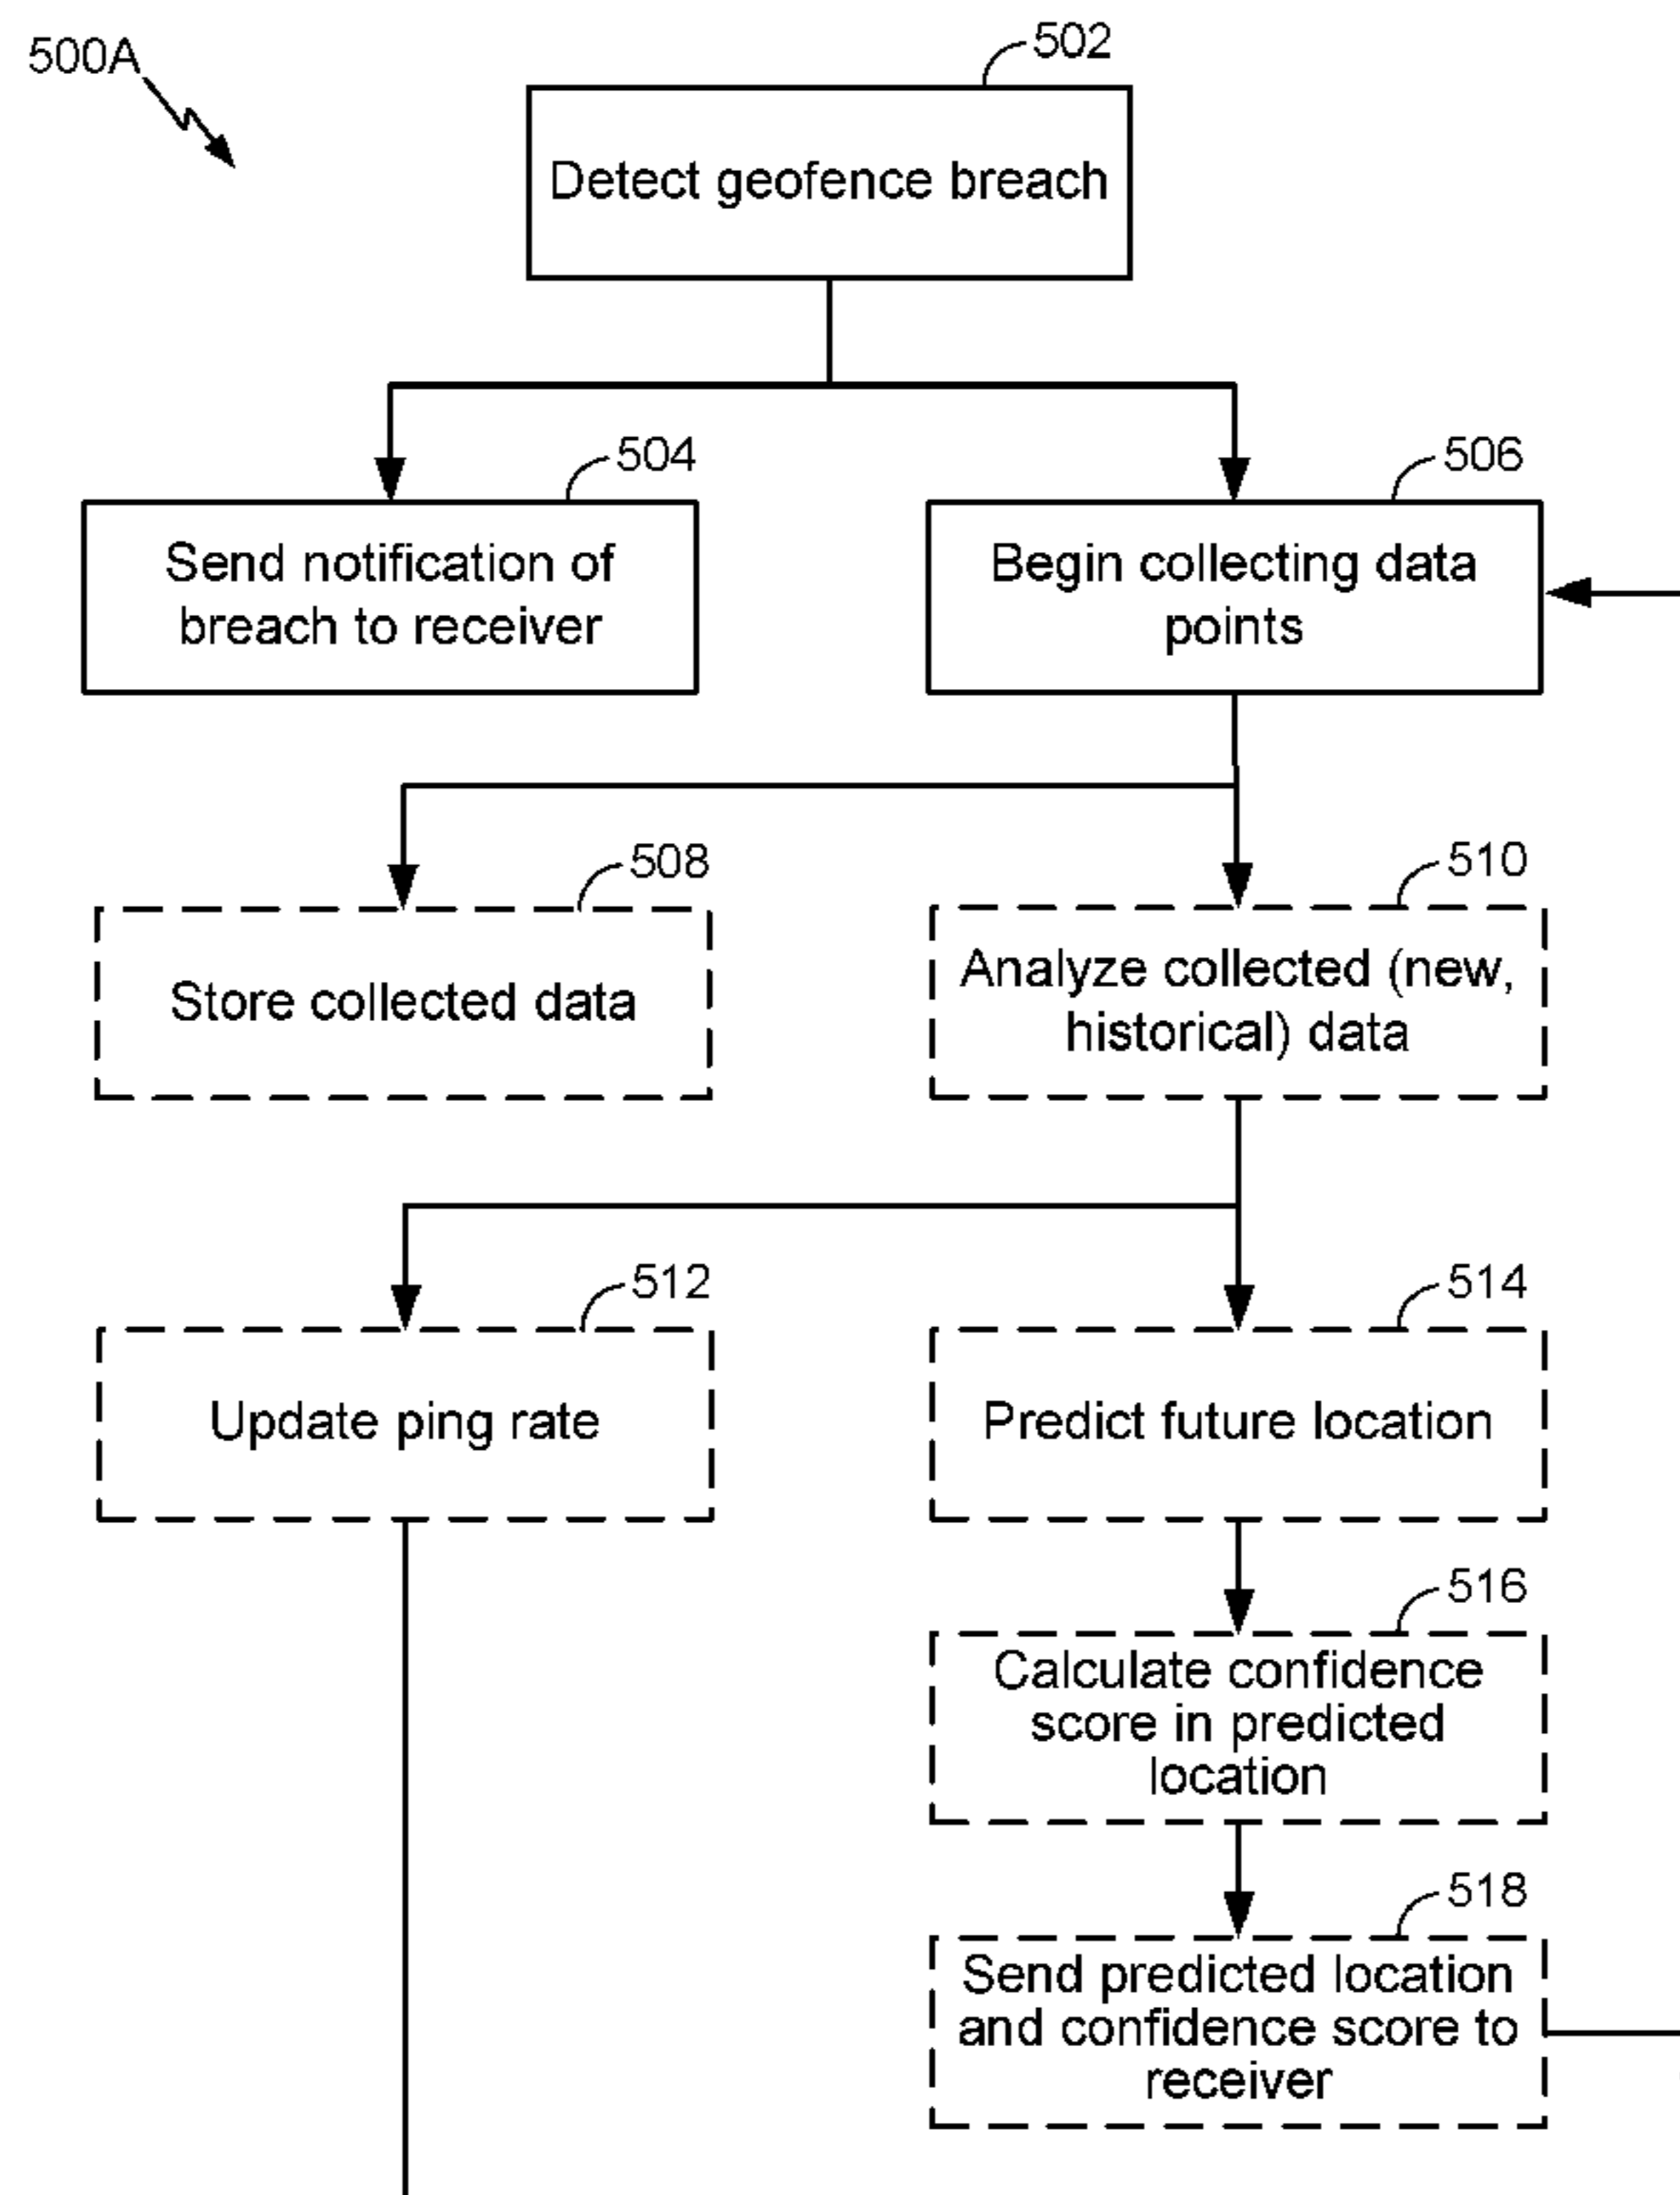 500A
502
Detect geofence breach
504
Send notification of
breach to receiver
506
Begin collecting data
points
508
Store collected data
510
Analyze collected (new,
historical) data
512
Update ping rate
514
Predict future location
516
Calculate confidence
score in predicted
location
518
Send predicted location
and confidence score to
receiver